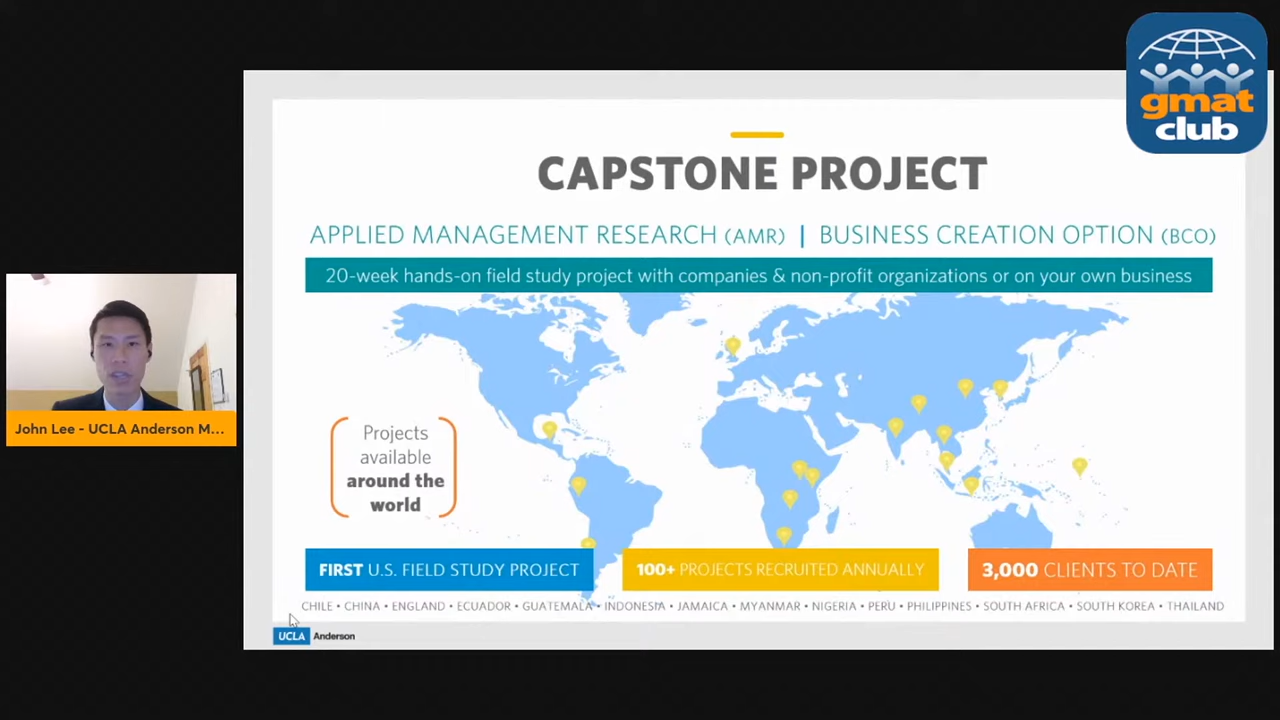 gmat
club
CAPSTONE PROJECT
APPLIED MANAGEMENT RESEARCH (AMR) | BUSINESS CREATION OPTION (BCO)
20-week hands-on field study project with companies & non-profit organizations or on your own business
John Lee - UCLA Anderson M...
Projects
available
around the
world
FIRST U.S. FIELD STUDY PROJECT
100+ PROJECTS RECRUITED ANNUALLY
3,000 CLIENTS TO DATE
CHILE • CHINA • ENGLAND • ECUADOR • GUATEMALA • INDONESIA • JAMAICA • MYANMAR • NIGERIA • PERU • PHILIPPINES • SOUTH AFRICA • SOUTH KOREA • THAILAND
UCLA Anderson